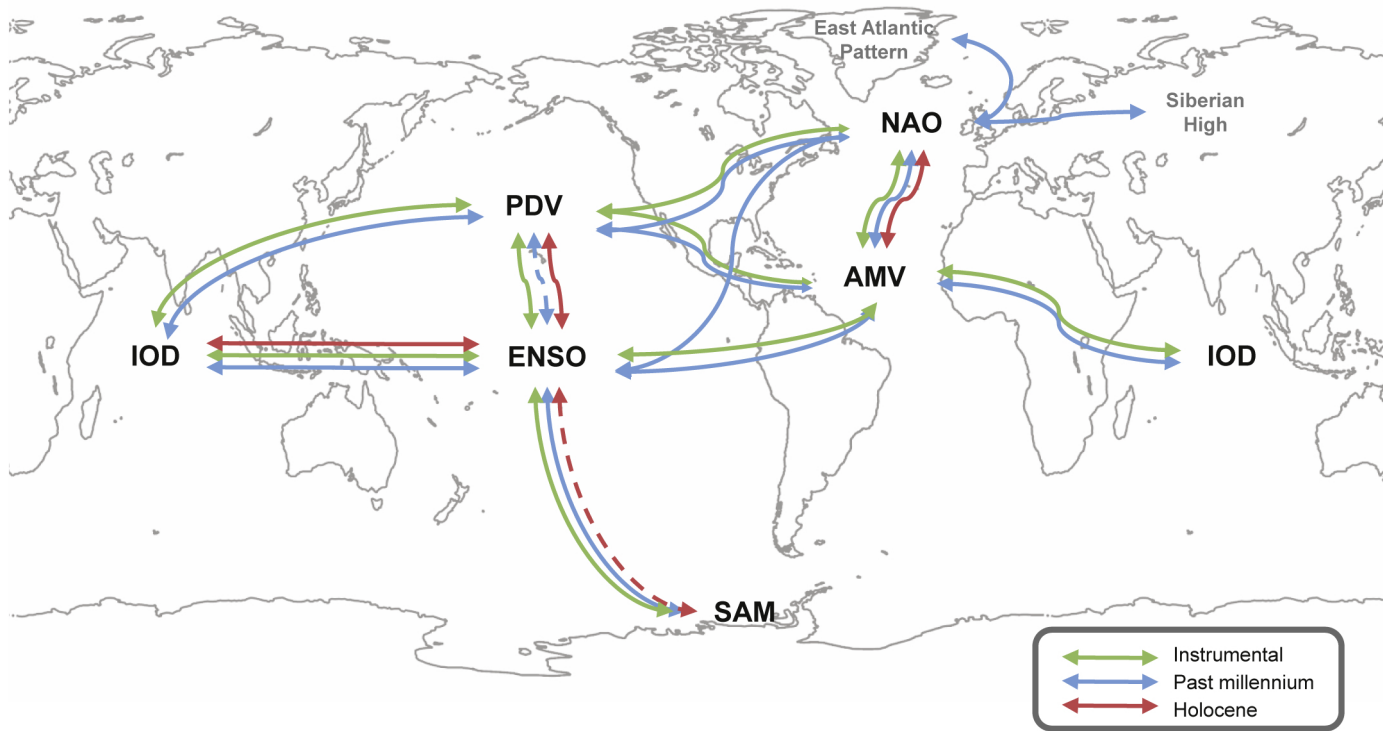 East Atlantic
Pattern
Siberian
High
NAO
PDV
AMV
IOD
ENSO
IOD
SAM
Instrumental
Past millennium
Holocene